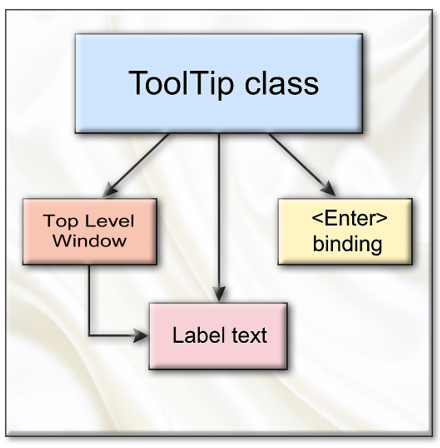 ToolTip class
Top Level
Window
<Enter>
binding
Label text